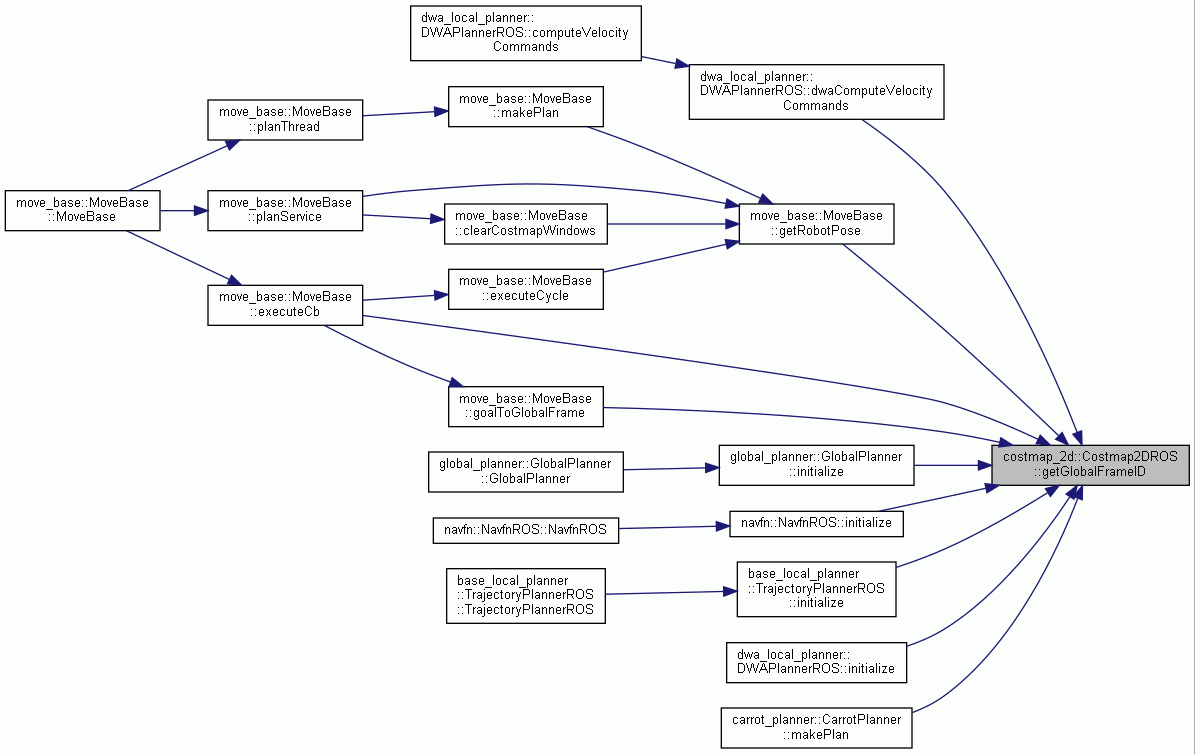 dwa_local_planner::
DWAPlannerROS::computeVelocity
Commands
dwa_local_planner::
DWAPlannerROS::dwaComputeVelocity
Commands
move_base::MoveBase
::makePlan
move_base::MoveBase
::planThread
move_base::MoveBase
::MoveBase
move_base::MoveBase
::planService
move_base::MoveBase
::clearCostmapWindows
move_base::MoveBase
::getRobotPose
move_base::MoveBase
::executeCycle
move_base::MoveBase
::executeCb
move_base::MoveBase
::goalToGlobalFrame
global_planner::GlobalPlanner
::GlobalPlanner
global_planner::GlobalPlanner
::initialize
costmap_2d::Costmap2DROS
::getGlobalFrameID
navfn::NavfnROS::NavfnROS
navfn::NavfnROS::initialize
base_local_planner
::TrajectoryPlannerROS
::TrajectoryPlannerROS
base_local_planner
::TrajectoryPlannerROS
::initialize
dwa_local_planner::
DWAPlannerROS::initialize
carrot_planner::CarrotPlanner
::makePlan